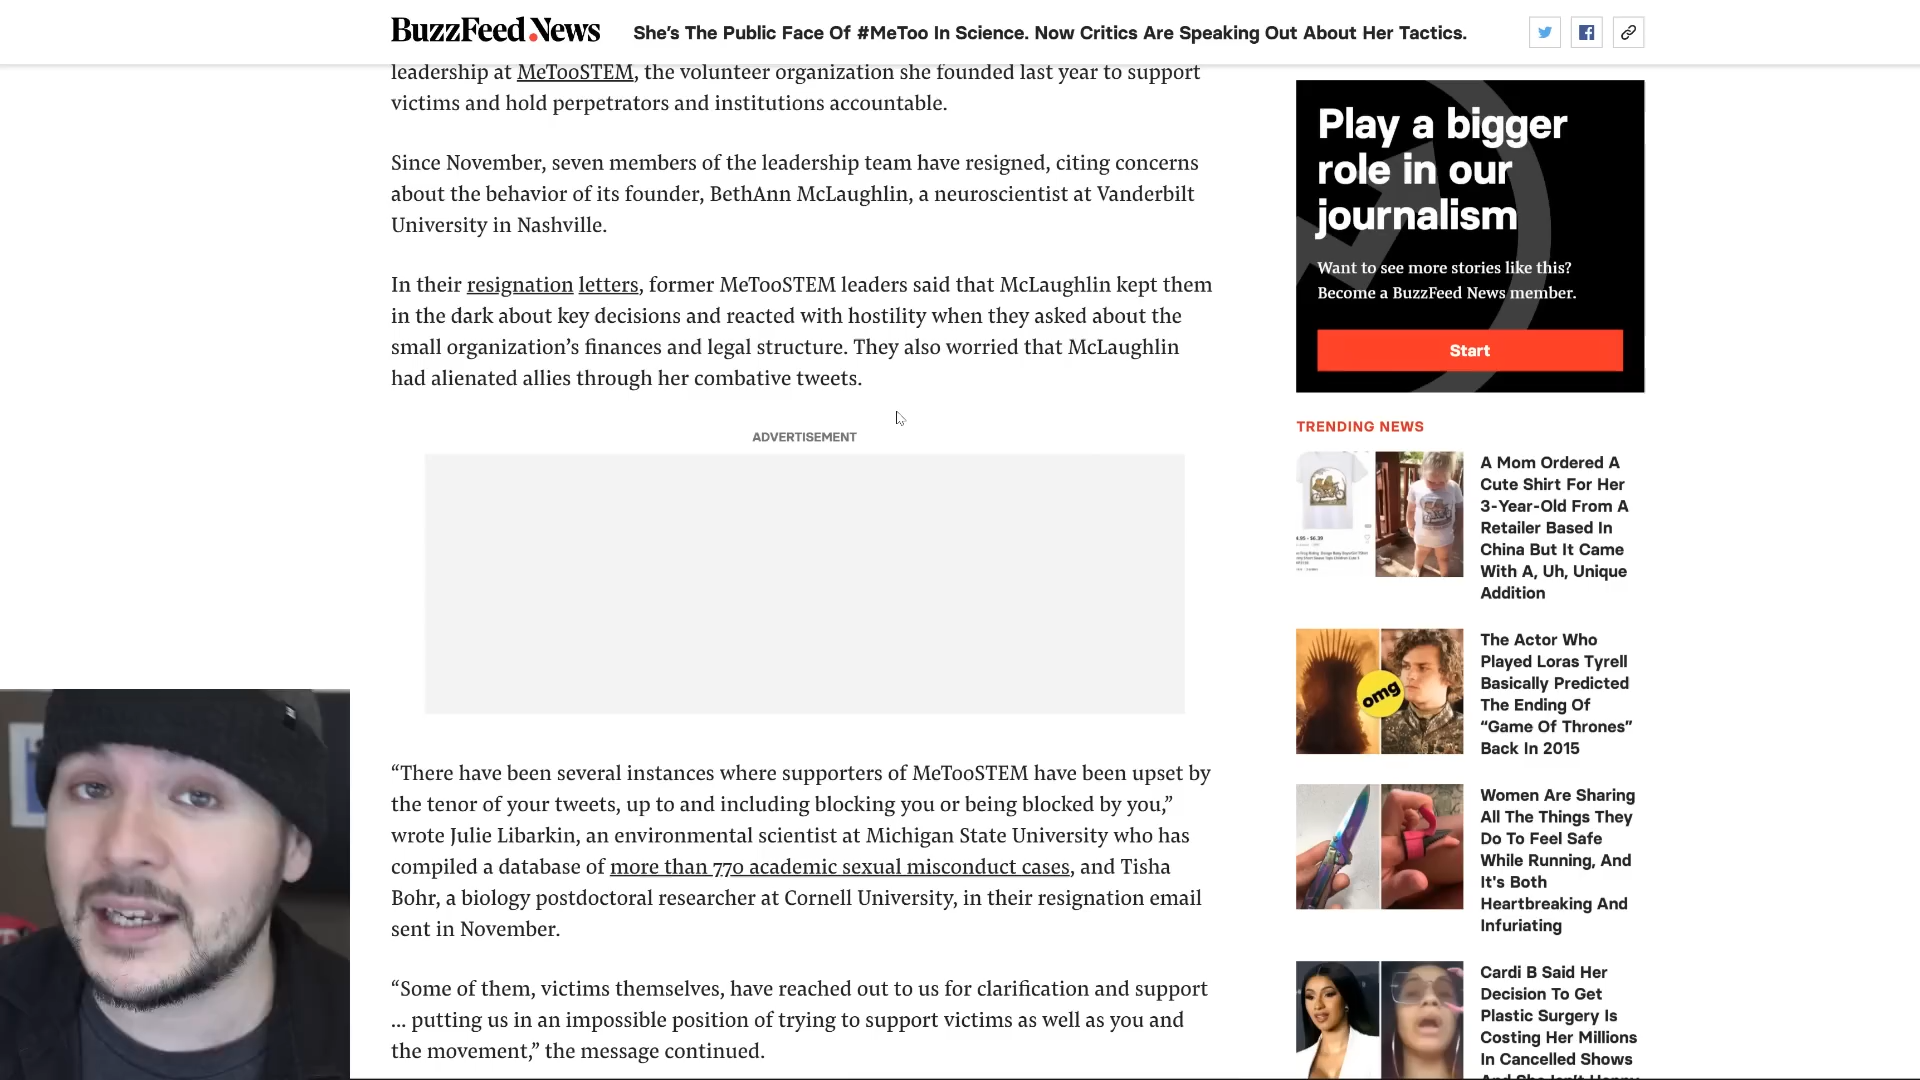 BuzzFeed News
She's The Public Face Of #MeToo In Science. Now Critics Are Speaking Out About Her Tactics.
leadership at MeTooSTEM, the volunteer organization she founded last year to support
victims and hold perpetrators and institutions accountable.
Since November, seven members of the leadership team have resigned, citing concerns
about the behavior of its founder, BethAnn McLaughlin, a neuroscientist at Vanderbilt
University in Nashville.
In their resignation letters, former MeTooSTEM leaders said that McLaughlin kept them
in the dark about key decisions and reacted with hostility when they asked about the
small organization's finances and legal structure. They also worried that McLaughlin
had alienated allies through her combative tweets.
ADVERTISEMENT
“There have been several instances where supporters of MeTooSTEM have been upset by
the tenor of your tweets, up to and including blocking you or being blocked by you,”
wrote Julie Libarkin, an environmental scientist at Michigan State University who has
compiled a database of more than 770 academic sexual misconduct cases, and Tisha
Bohr, a biology postdoctoral researcher at Cornell University, in their resignation email
sent in November.
“Some of them, victims themselves, have reached out to us for clarification and support
... putting us in an impossible position of trying to support victims as well as you and
the movement,” the message continued.
Play a bigger
role in our
journalism
Want to see more stories like this?
Become a BuzzFeed News member.
Start
TRENDING NEWS
A Mom Ordered A
Cute Shirt For Her
3-Year-Old From A
Retailer Based In
China But It Came
With A, Uh, Unique
Addition
omg
The Actor Who
Played Loras Tyrell
Basically Predicted
The Ending Of
“Game Of Thrones”
Back In 2015
Women Are Sharing
All The Things They
Do To Feel Safe
While Running, And
It's Both
Heartbreaking And
Infuriating
Cardi B Said Her
Decision To Get
Plastic Surgery Is
Costing Her Millions
In Cancelled Shows